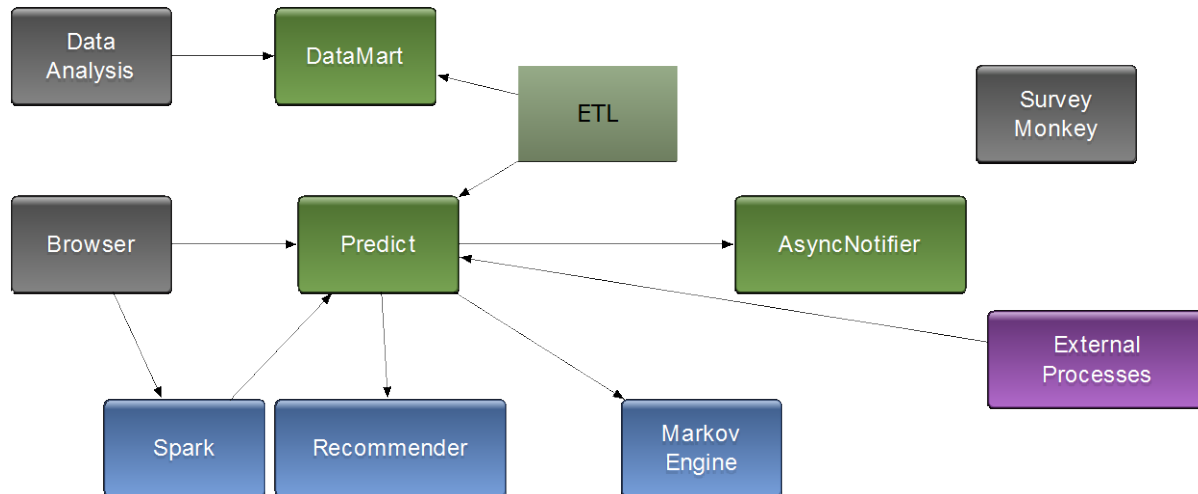 Data
Analysis
DataMart
ETL
Survey
Monkey
Browser
Predict
AsyncNotifier
External
Processes
Spark
Recommender
Markov
Engine